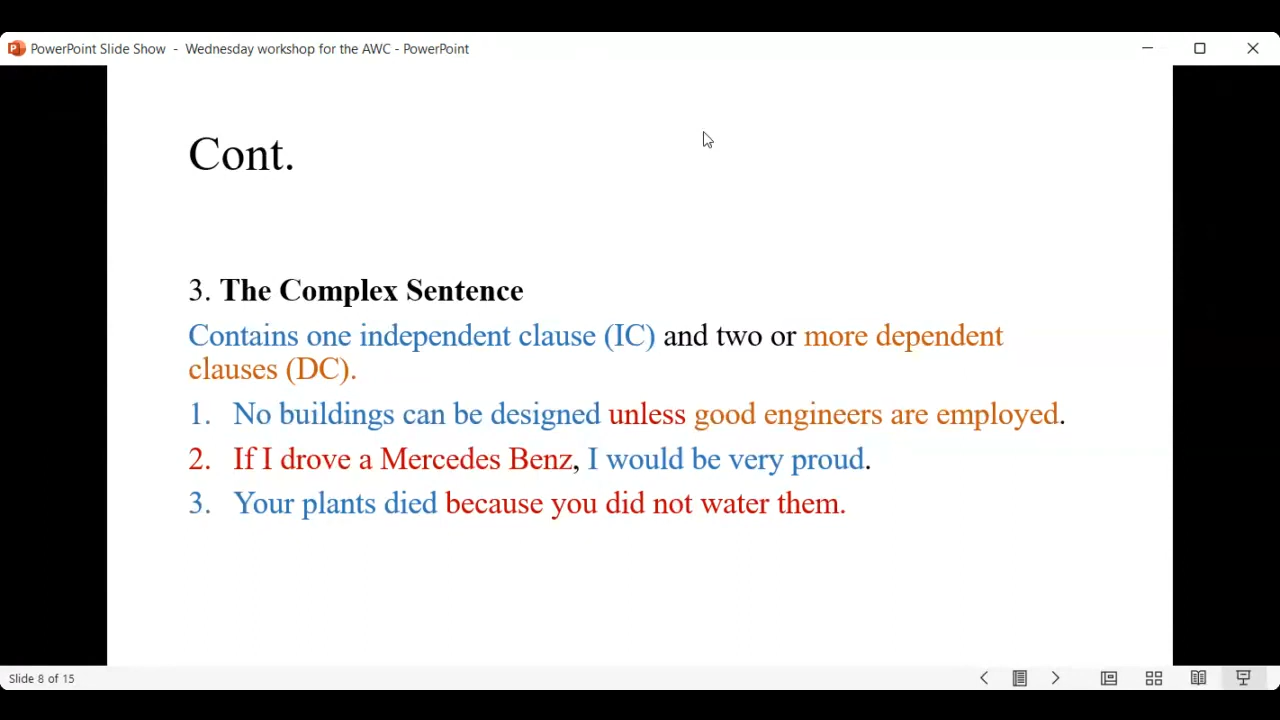 PowerPoint Slide Show - Wednesday workshop for the AWC - PowerPoint
Cont.
3. The Complex Sentence
Contains one independent clause (IC) and two or more dependent
clauses (DC).
1. No buildings can be designed unless good engineers are employed.
2. If I drove a Mercedes Benz, I would be very proud.
3. Your plants died because you did not water them.
Slide 8 of 15